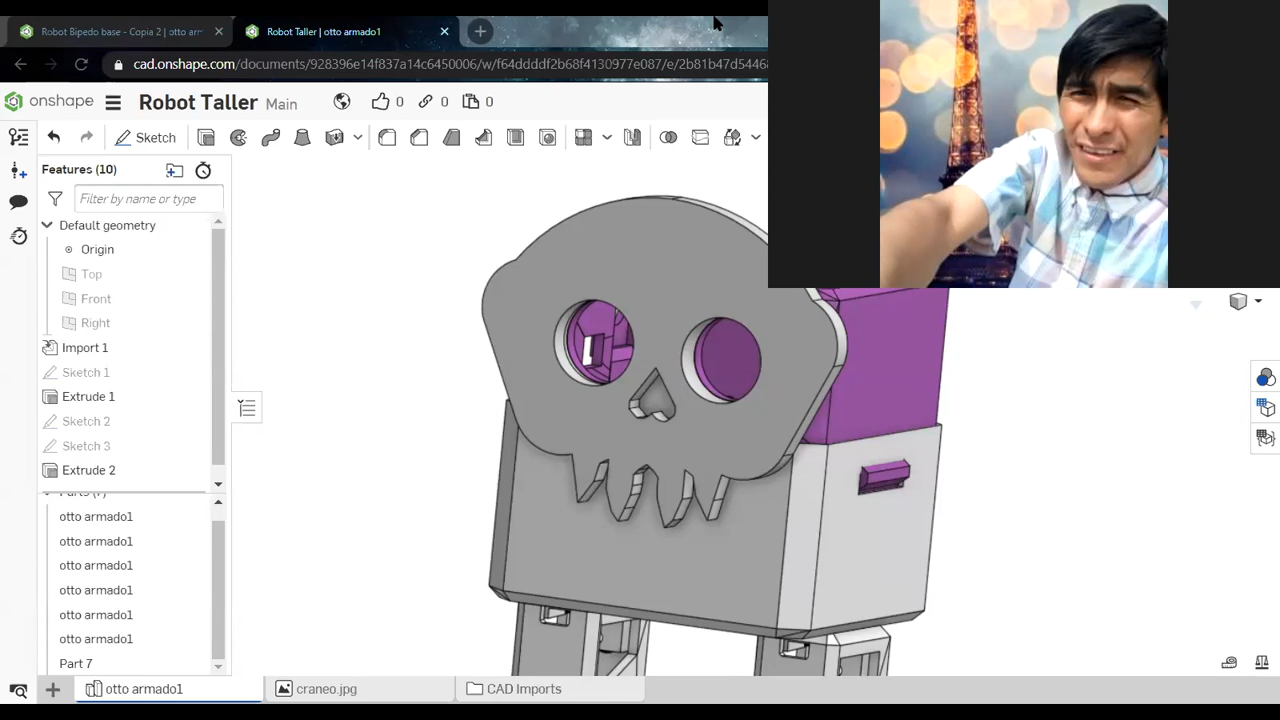 Robot Bipedo base - Copia 2 | otto arm
Robot Taller | otto armado1
cad.onshape.com/documents/928396e14f837a14c6450006/w/f64ddddf2b68f4130977e087/e/2b81b47d5446
onshape
Robot Taller
Main
0
0
0
Sketch
Features (10)
Filter by name or type
Default geometry
Origin
Top
Front
Right
Import 1
Sketch 1
Extrude 1
Sketch 2
Sketch 3
Extrude 2
Parts (7)
otto armado1
otto armado1
otto armado1
otto armado1
otto armado1
otto armado1
Part 7
otto armado1
craneo.jpg
CAD Imports